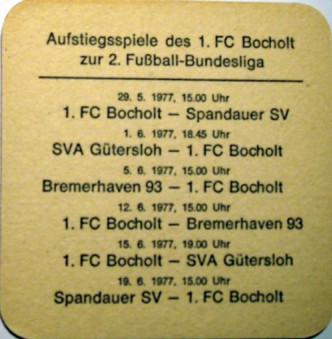 Aufstiegsspiele des 1. FC Bocholt
zur 2. Fußball-Bundesliga
29. 5. 1977, 15.00 Uhr
1. FC Bocholt – Spandauer SV
1. 6. 1977, 18.45 Uhr
SVA Gütersloh – 1. FC Bocholt
5. 6. 1977, 15.00 Uhr
Bremerhaven 93 – 1. FC Bocholt
12. 6. 1977, 15.00 Uhr
1. FC Bocholt – Bremerhaven 93
15. 6. 1977, 19.00 Uhr
1. FC Bocholt – SVA Gütersloh
19. 6. 1977, 15.00 Uhr
Spandauer SV – 1. FC Bocholt